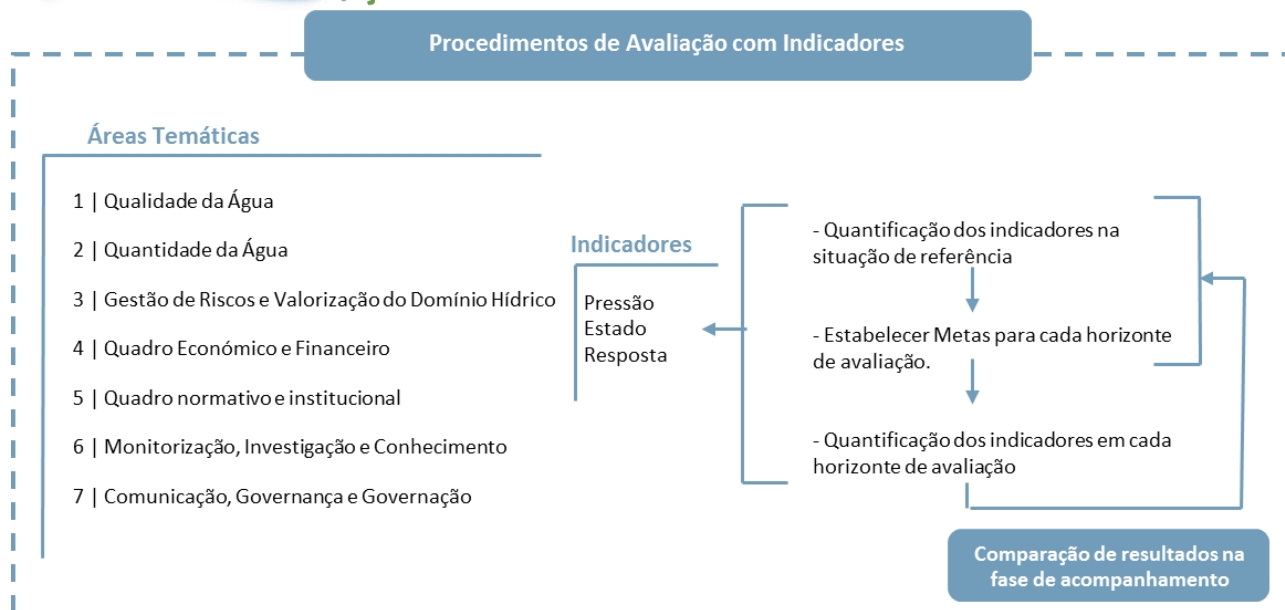 Procedimentos de Avaliação com Indicadores
Áreas Temáticas
1 | Qualidade da Água
2 | Quantidade da Água
3 | Gestão de Riscos e Valorização do Domínio Hídrico
4 | Quadro Económico e Financeiro
5 | Quadro normativo e institucional
6 | Monitorização, Investigação e Conhecimento
7 | Comunicação, Governança e Governação
Indicadores
Pressão
Estado
Resposta
- Quantificação dos indicadores na
situação de referência
- Estabelecer Metas para cada horizonte
de avaliação.
- Quantificação dos indicadores em cada
horizonte de avaliação
Comparação de resultados na
fase de acompanhamento